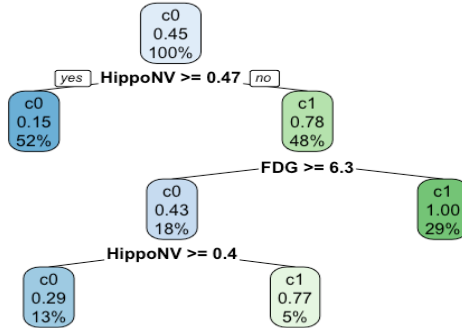 c0
0.45
100%
yes HippoNV >= 0.47 no
c0
0.15
52%
c1
0.78
48%
FDG >= 6.3
c0
0.43
18%
c1
1.00
29%
HippoNV >= 0.4
c0
0.29
13%
c1
0.77
5%